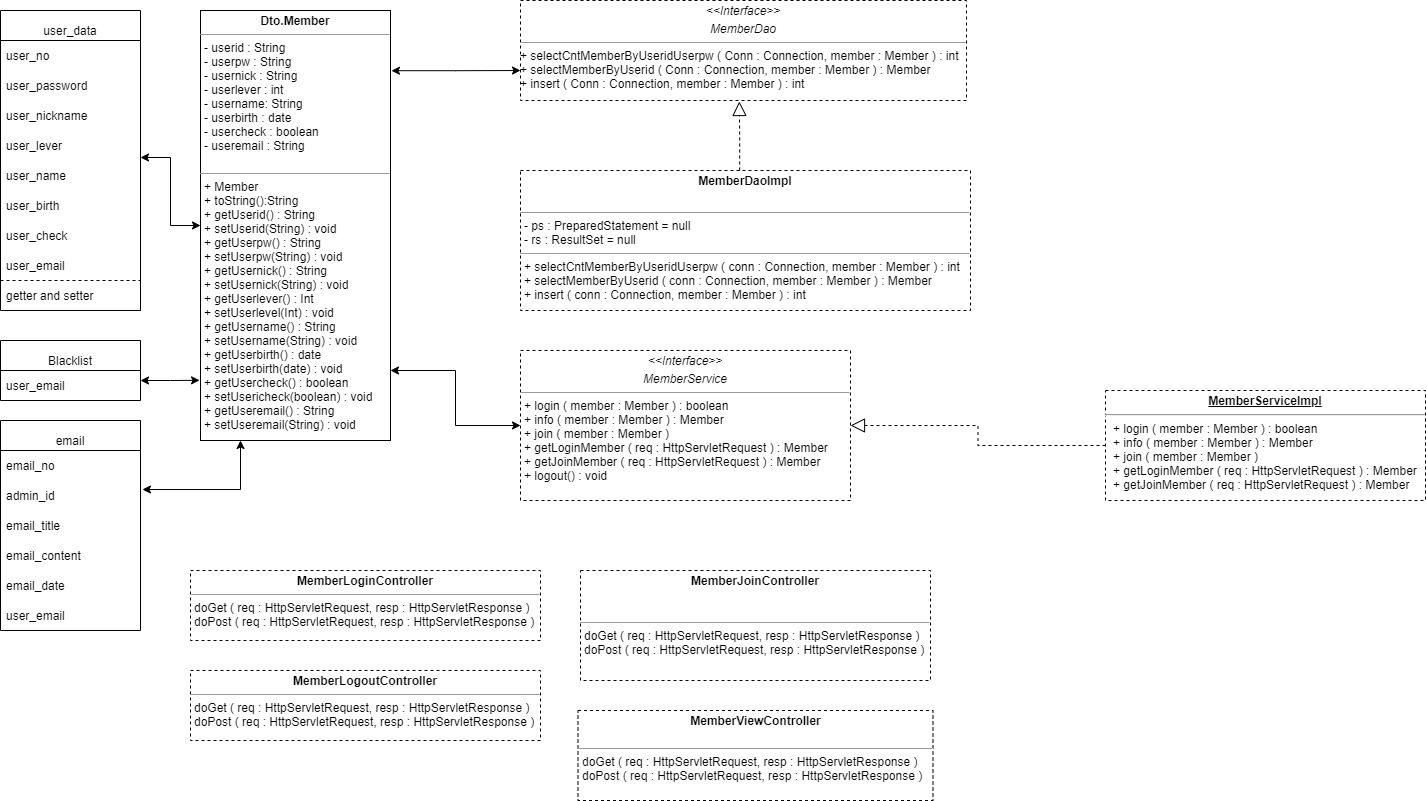 user_data
user_no
user_password
user_nickname
user_lever
user_name
user_birth
user_check
user_email
getter and setter
Blacklist
user_email
email
email_no
admin_id
email_title
email_content
email_date
user_email
Dto.Member
- userid : String
- userpw : String
- usernick : String
- userlever : int
- username: String
- userbirth : date
- usercheck : boolean
- useremail : String
+ Member
+ toString():String
+ getUserid() : String
+ setUserid(String) : void
+ getUserpw() : String
+ setUserpw(String) : void
+ getUsernick() : String
+ setUsernick(String) : void
+ getUserlever() : Int
+ setUserlevel(Int) : void
+ getUsername() : String
+ setUsername(String) : void
+ getUserbirth() : date
+ setUserbirth(date) : void
+ getUsercheck() : boolean
+ setUsericheck(boolean) : void
+ getUseremail() : String
+ setUseremail(String) : void
<<Interface>>
MemberDao
+ selectCntMemberByUseridUserpw ( Conn : Connection, member : Member ) : int
+ selectMemberByUserid ( Conn : Connection, member : Member ) : Member
+ insert ( Conn : Connection, member : Member ) : int
MemberDaoImpl
- ps : PreparedStatement = null
- rs : ResultSet = null
+ selectCntMemberByUseridUserpw ( conn : Connection, member : Member ) : int
+ selectMemberByUserid ( conn : Connection, member : Member ) : Member
+ insert ( conn : Connection, member : Member ) : int
<<Interface>>
MemberService
+ login ( member : Member ) : boolean
+ info ( member : Member ) : Member
+ join ( member : Member )
+ getLoginMember ( req : HttpServletRequest ) : Member
+ getJoinMember ( req : HttpServletRequest ) : Member
+ logout() : void
MemberServiceImpl
+ login ( member : Member ) : boolean
+ info ( member : Member ) : Member
+ join ( member : Member )
+ getLoginMember ( req : HttpServletRequest ) : Member
+ getJoinMember ( req : HttpServletRequest ) : Member
MemberLoginController
doGet ( req : HttpServletRequest, resp : HttpServletResponse )
doPost ( req : HttpServletRequest, resp : HttpServletResponse )
MemberJoinController
doGet ( req : HttpServletRequest, resp : HttpServletResponse )
doPost ( req : HttpServletRequest, resp : HttpServletResponse )
MemberLogoutController
doGet ( req : HttpServletRequest, resp : HttpServletResponse )
doPost ( req : HttpServletRequest, resp : HttpServletResponse )
MemberViewController
doGet ( req : HttpServletRequest, resp : HttpServletResponse )
doPost ( req : HttpServletRequest, resp : HttpServletResponse )